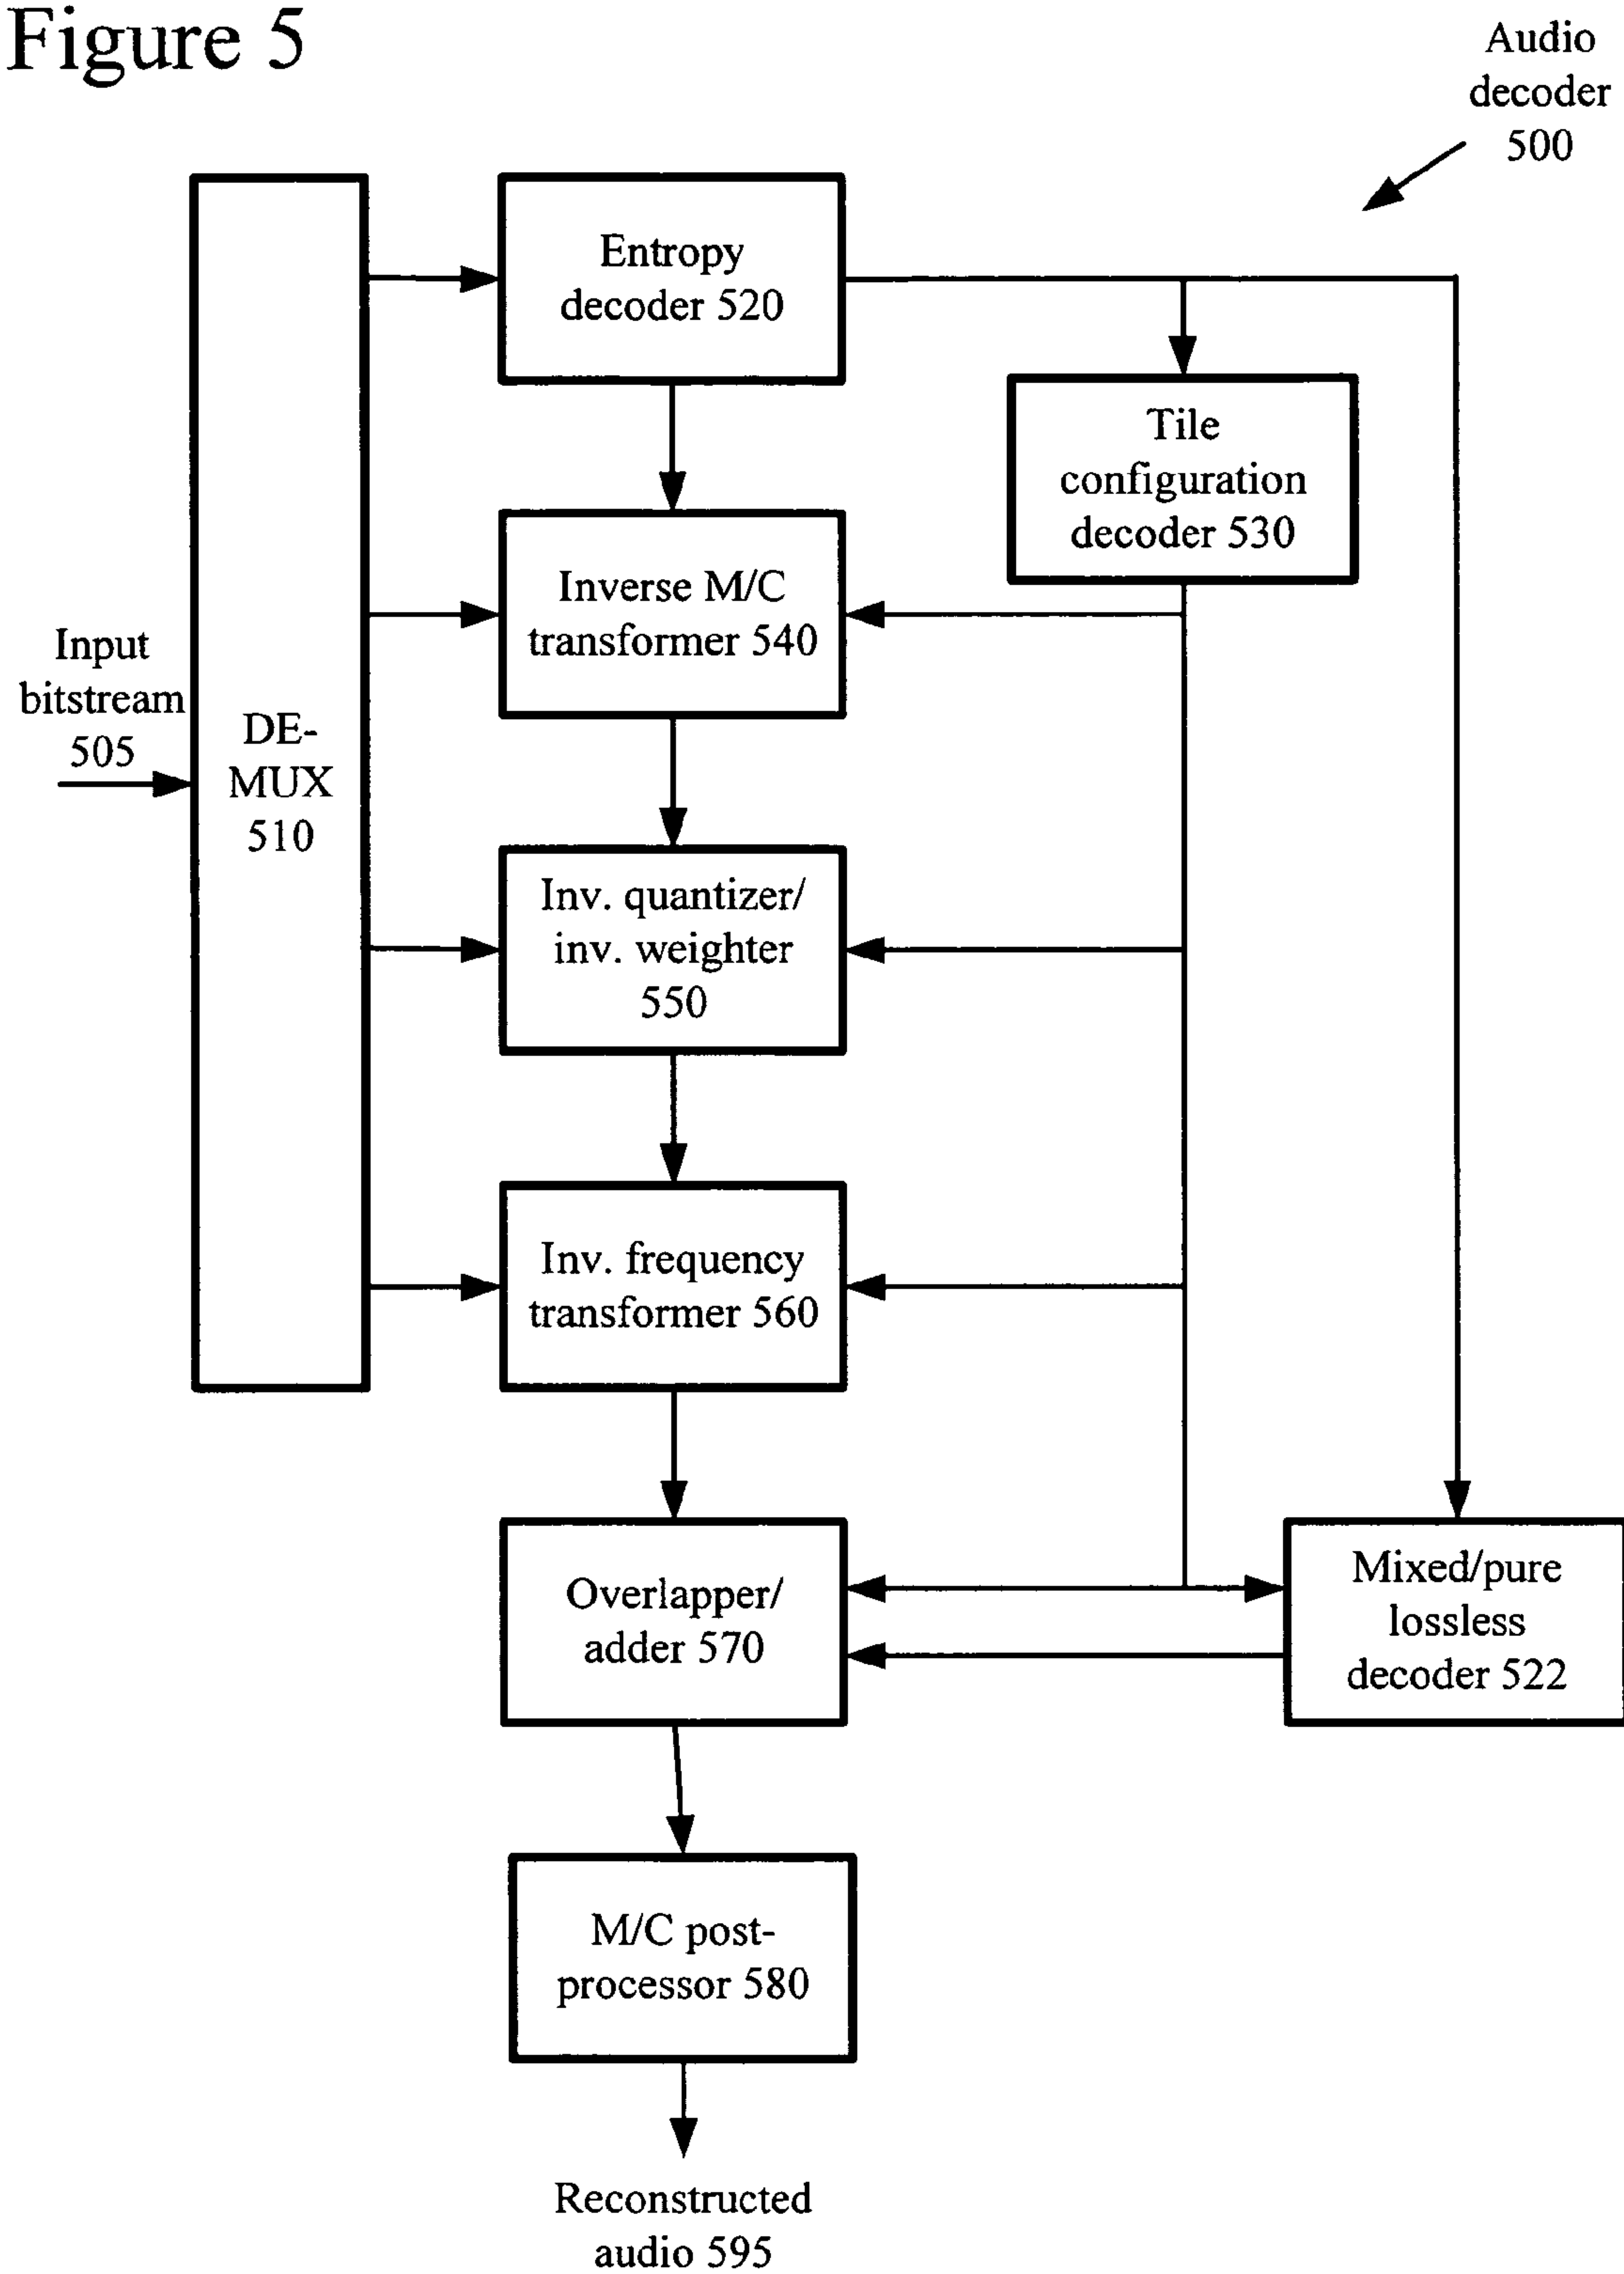 Figure 5
Audio
decoder
500
Entropy
decoder 520
Tile
configuration
decoder 530
Inverse M/C
transformer 540
Input
bitstream
505
DE-
MUX
510
Inv. quantizer/
inv. weighter
550
Inv. frequency
transformer 560
Overlapper/
adder 570
Mixed/pure
lossless
decoder 522
M/C post-
processor 580
Reconstructed
audio 595